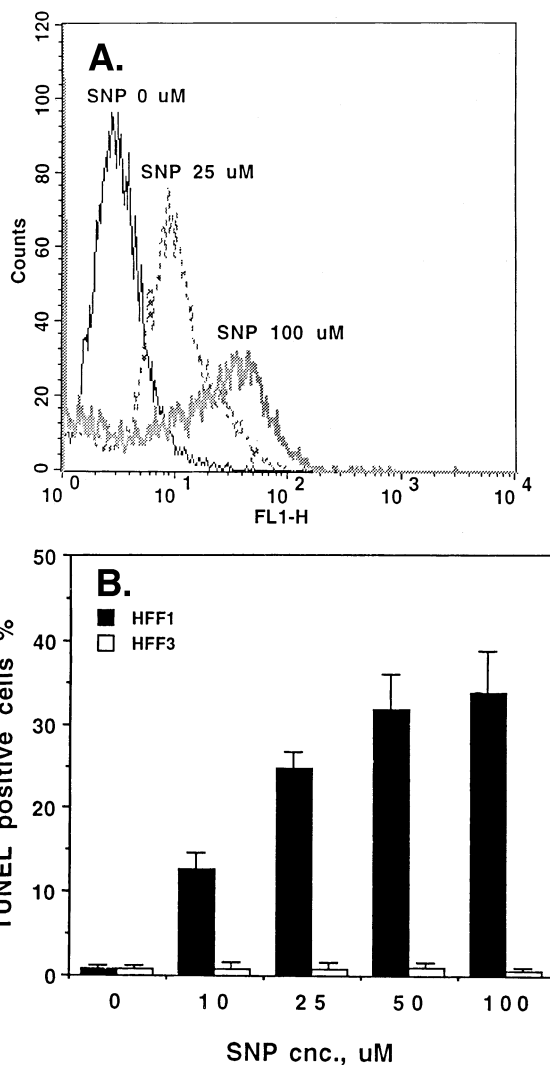 120
A.
100
SNP 0 uM
80
SNP 25 uM
Counts
60
40
SNP 100 uM
20
0
10 0 10 1 10 2 10 3 10 4
FL1-H
50
B.
HFF1
40
HFF3
TUNEL positive cells %
30
20
10
0
0 10 25 50 100
SNP cnc., uM